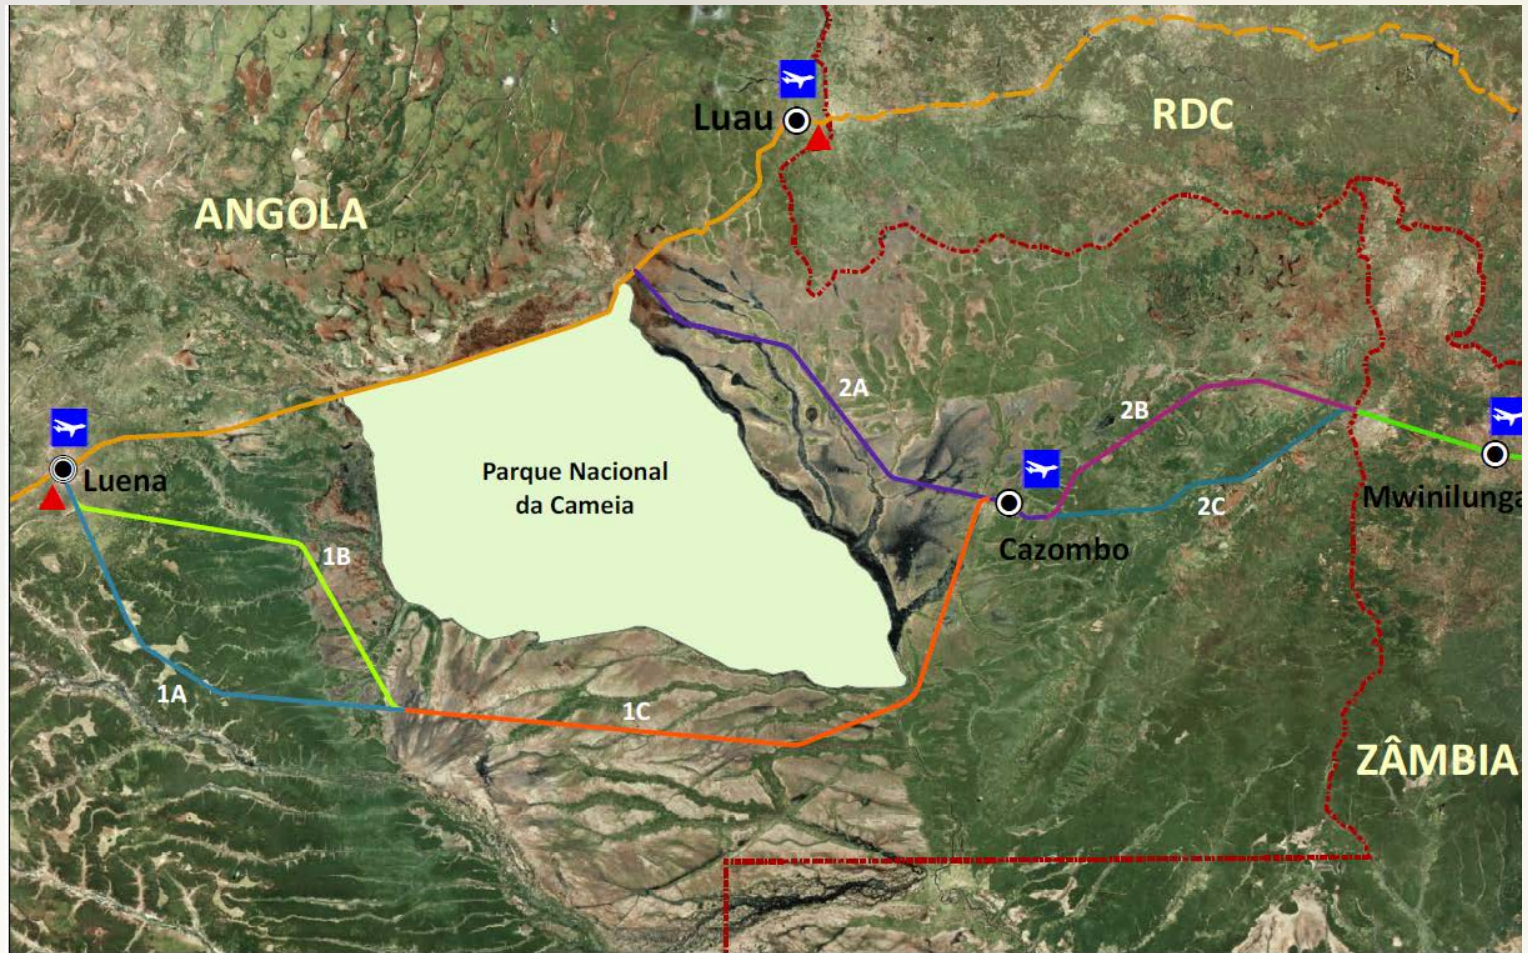 Luau
RDC
ANGOLA
2A
2B
Parque Nacional
da Cameia
Luena
Mwinilunga
2C
Cazombo
1B
1A
1C
ZÂMBIA